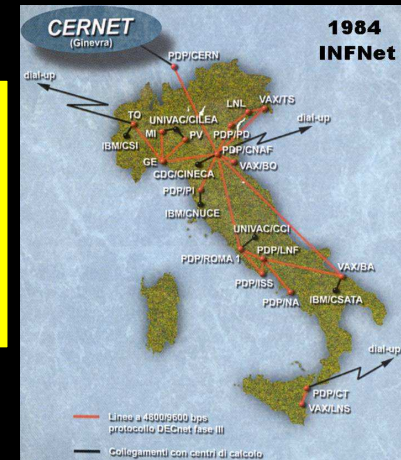 CERNET
(Ginevra)
1984
INFNet
PDP/CERN
dial-up
LNL
VAX/TS
TO
UNIVAC/CILEA
MI
PV
PDP/PD
dial-up
IBM/CSI
PDP/CNAF
GE
VAX/BO
CDC/CINECA
PDP/PI
IBM/CNUCE
UNIVAC/CCI
PDP/LNF
PDP/ROMA 1
VAX/BA
PDP/ISS
PDP/NA
IBM/CSATA
dial-up
PDP/CT
VAX/LNS
Linee a 4800/9600 bps
protocollo DECnet fase III
Collegamenti con centri di calcolo